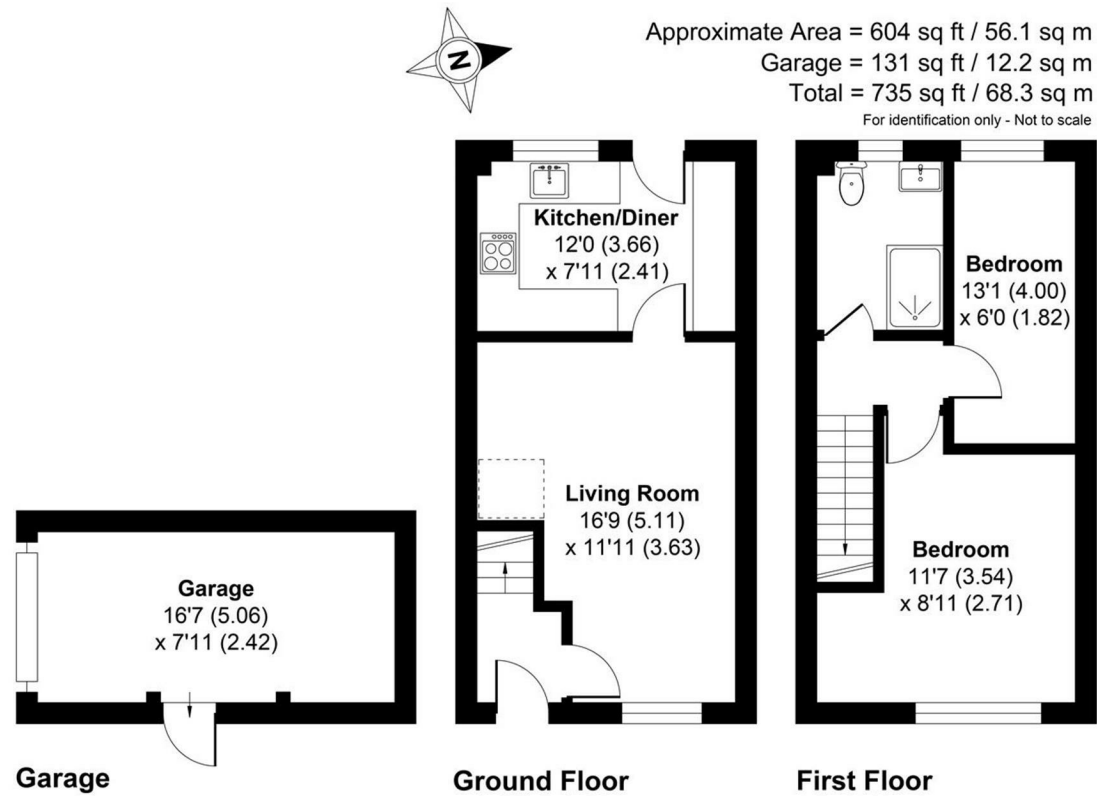 Approximate Area = 604 sq ft / 56.1 sq m
Garage = 131 sq ft / 12.2 sq m
Total = 735 sq ft / 68.3 sq m
For identification only - Not to scale
N
Kitchen/Diner
12'0 (3.66)
x 7'11 (2.41)
Bedroom
13'1 (4.00)
x 6'0 (1.82)
Living Room
16'9 (5.11)
x 11'11 (3.63)
Bedroom
11'7 (3.54)
x 8'11 (2.71)
Garage
16'7 (5.06)
x 7'11 (2.42)
Garage
Ground Floor
First Floor